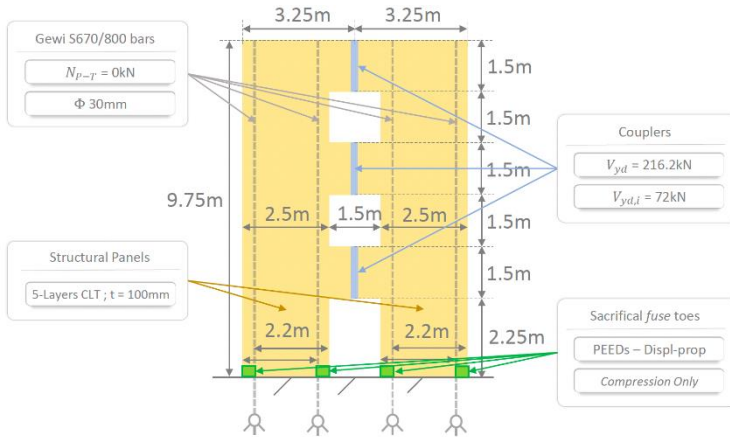 3.25m 3.25m
Gewi S670/800 bars
N_{P-T} = 0kN
Φ 30mm
1.5m
1.5m
Couplers
V_{yd} = 216.2kN
V_{yd,i} = 72kN
1.5m
9.75m
2.5m 1.5m 2.5m
1.5m
Structural Panels
5-Layers CLT ; t = 100mm
1.5m
2.2m 2.2m
2.25m
Sacrifical fuse toes
PEEDs – Displ-prop
Compression Only